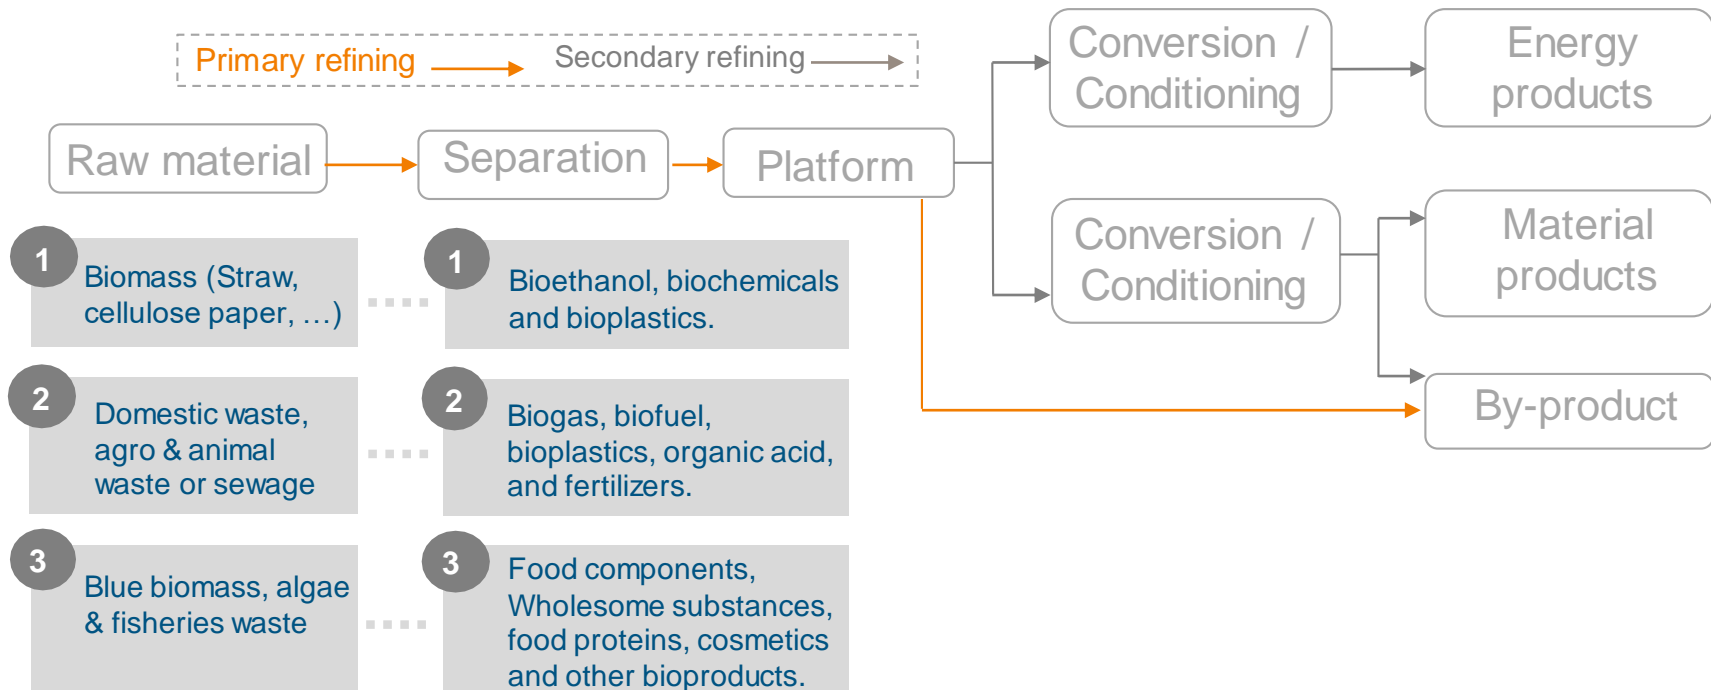 Primary refining
Secondary refining
Raw material
Separation
Platform
Conversion /
Conditioning
Energy
products
Conversion /
Conditioning
Material
products
By-product
1
Biomass (Straw,
cellulose paper, …)
1
Bioethanol, biochemicals
and bioplastics.
2
Domestic waste,
agro & animal
waste or sewage
2
Biogas, biofuel,
bioplastics, organic acid,
and fertilizers.
3
Blue biomass, algae
& fisheries waste
3
Food components,
Wholesome substances,
food proteins, cosmetics
and other bioproducts.